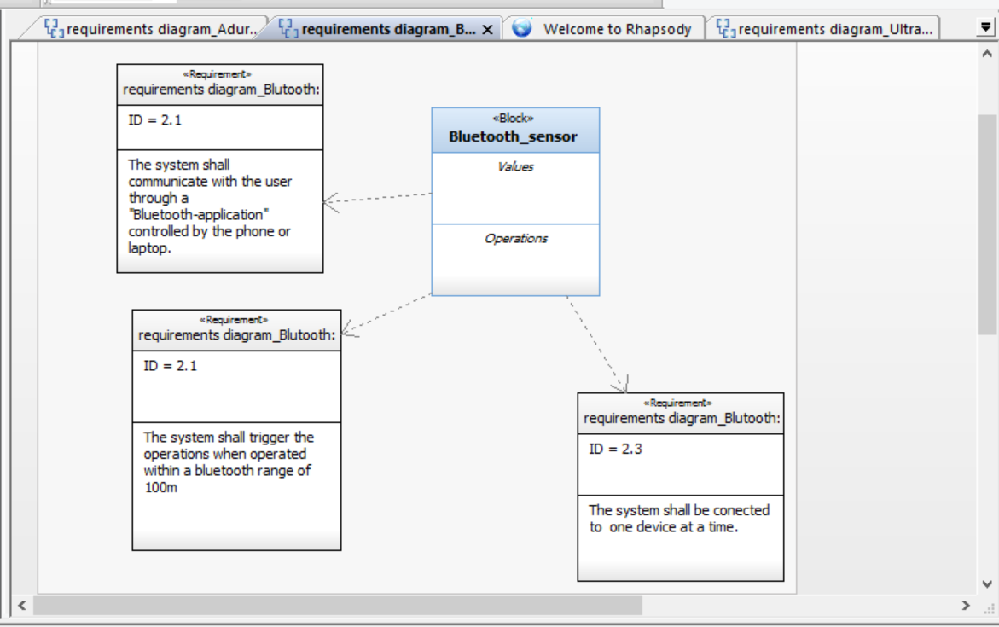 requirements diagram_Adur...
requirements diagram_B...
Welcome to Rhapsody
requirements diagram_Ultra...
«Requirement»
requirements diagram_Blutooth:
ID = 2.1
The system shall
communicate with the user
through a
"Bluetooth-application"
controlled by the phone or
laptop.
«Block»
Bluetooth_sensor
Values
Operations
«Requirement»
requirements diagram_Blutooth:
ID = 2.1
The system shall trigger the
operations when operated
within a bluetooth range of
100m
«Requirement»
requirements diagram_Blutooth:
ID = 2.3
The system shall be conected
to  one device at a time.